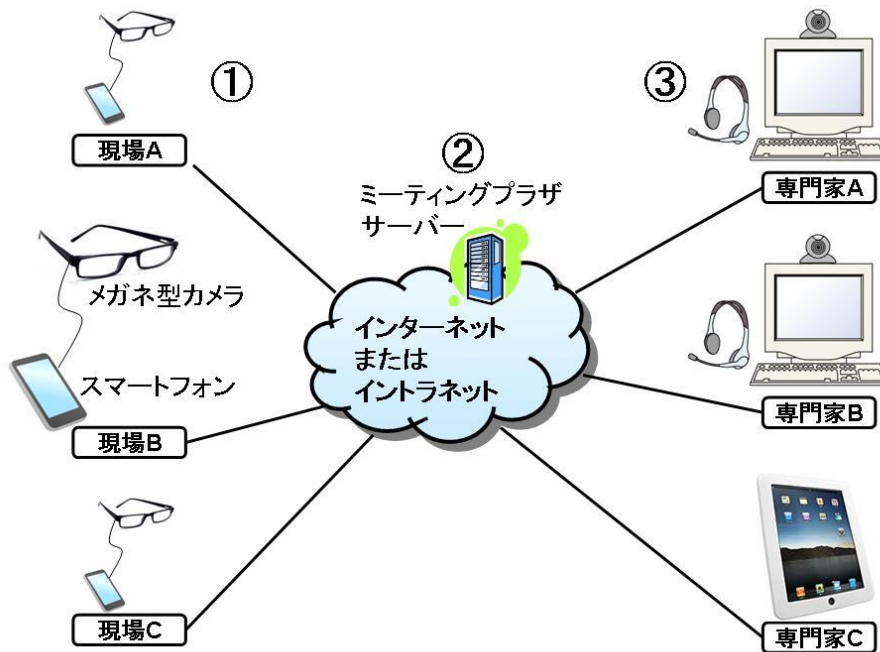 ①
現場A
メガネ型カメラ
スマートフォン
現場B
現場C
②
ミーティングプラザ
サーバー
インターネット
または
イントラネット
③
専門家A
専門家B
専門家C